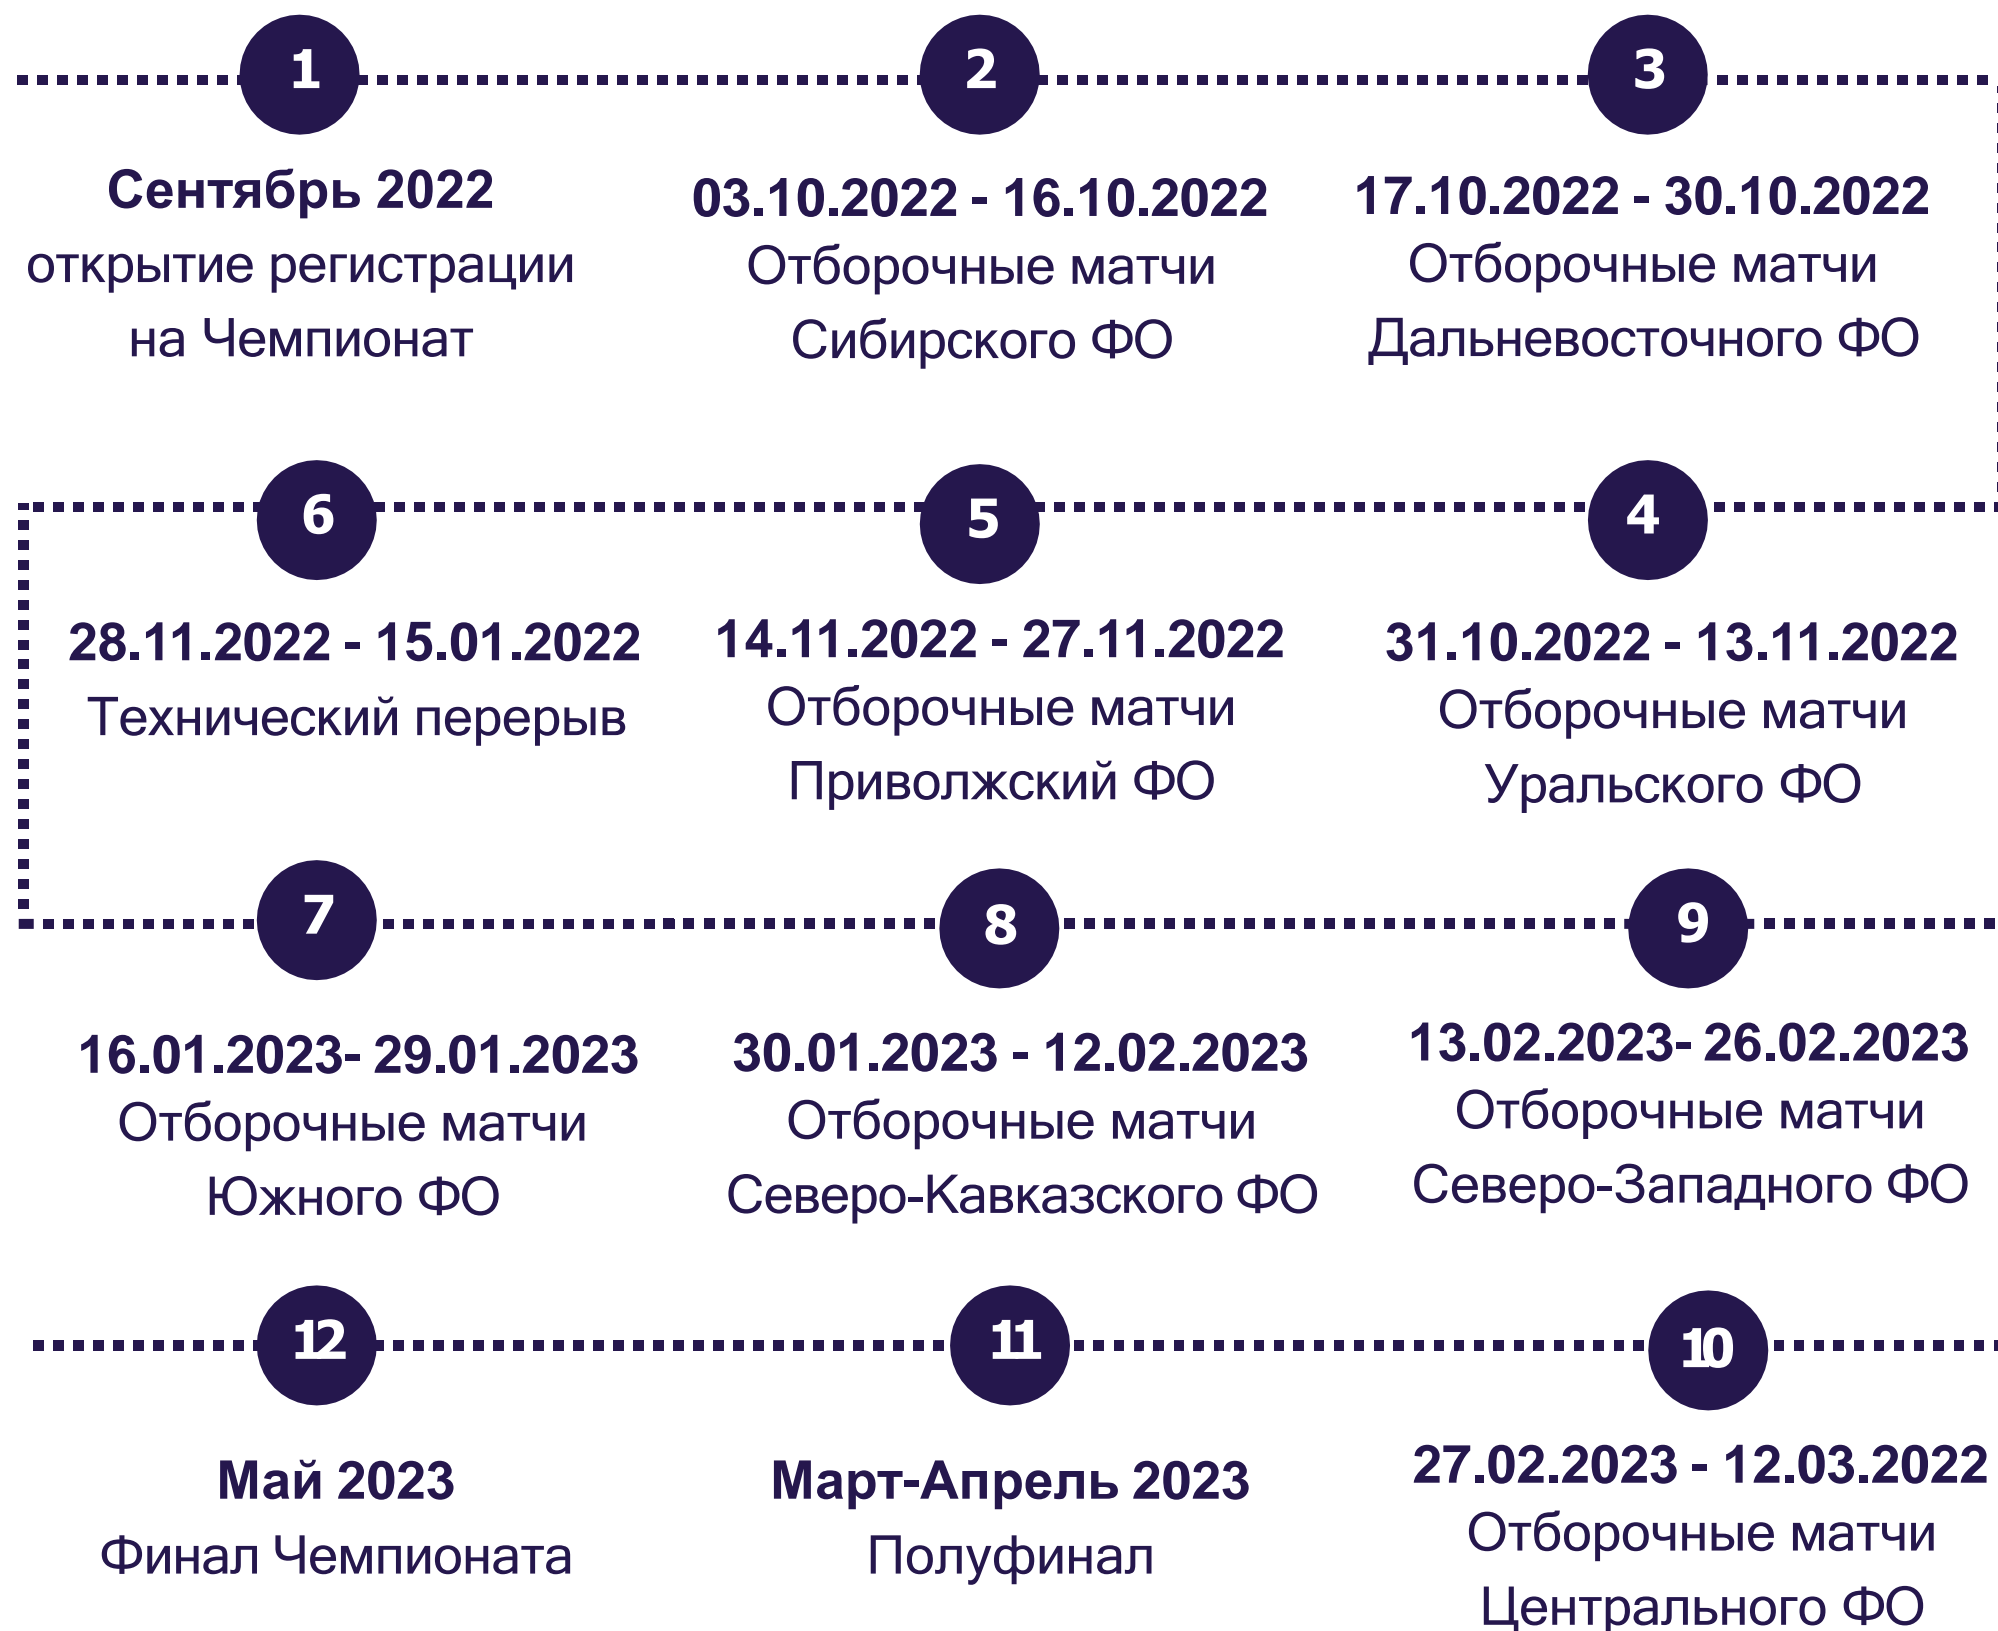 1
Сентябрь 2022
открытие регистрации
на Чемпионат
2
03.10.2022 - 16.10.2022
Отборочные матчи
Сибирского ФО
3
17.10.2022 - 30.10.2022
Отборочные матчи
Дальневосточного ФО
4
31.10.2022 - 13.11.2022
Отборочные матчи
Уральского ФО
5
14.11.2022 - 27.11.2022
Отборочные матчи
Приволжский ФО
6
28.11.2022 - 15.01.2022
Технический перерыв
7
16.01.2023- 29.01.2023
Отборочные матчи
Южного ФО
8
30.01.2023 - 12.02.2023
Отборочные матчи
Северо-Кавказского ФО
9
13.02.2023- 26.02.2023
Отборочные матчи
Северо-Западного ФО
10
27.02.2023 - 12.03.2022
Отборочные матчи
Центрального ФО
11
Март-Апрель 2023
Полуфинал
12
Май 2023
Финал Чемпионата